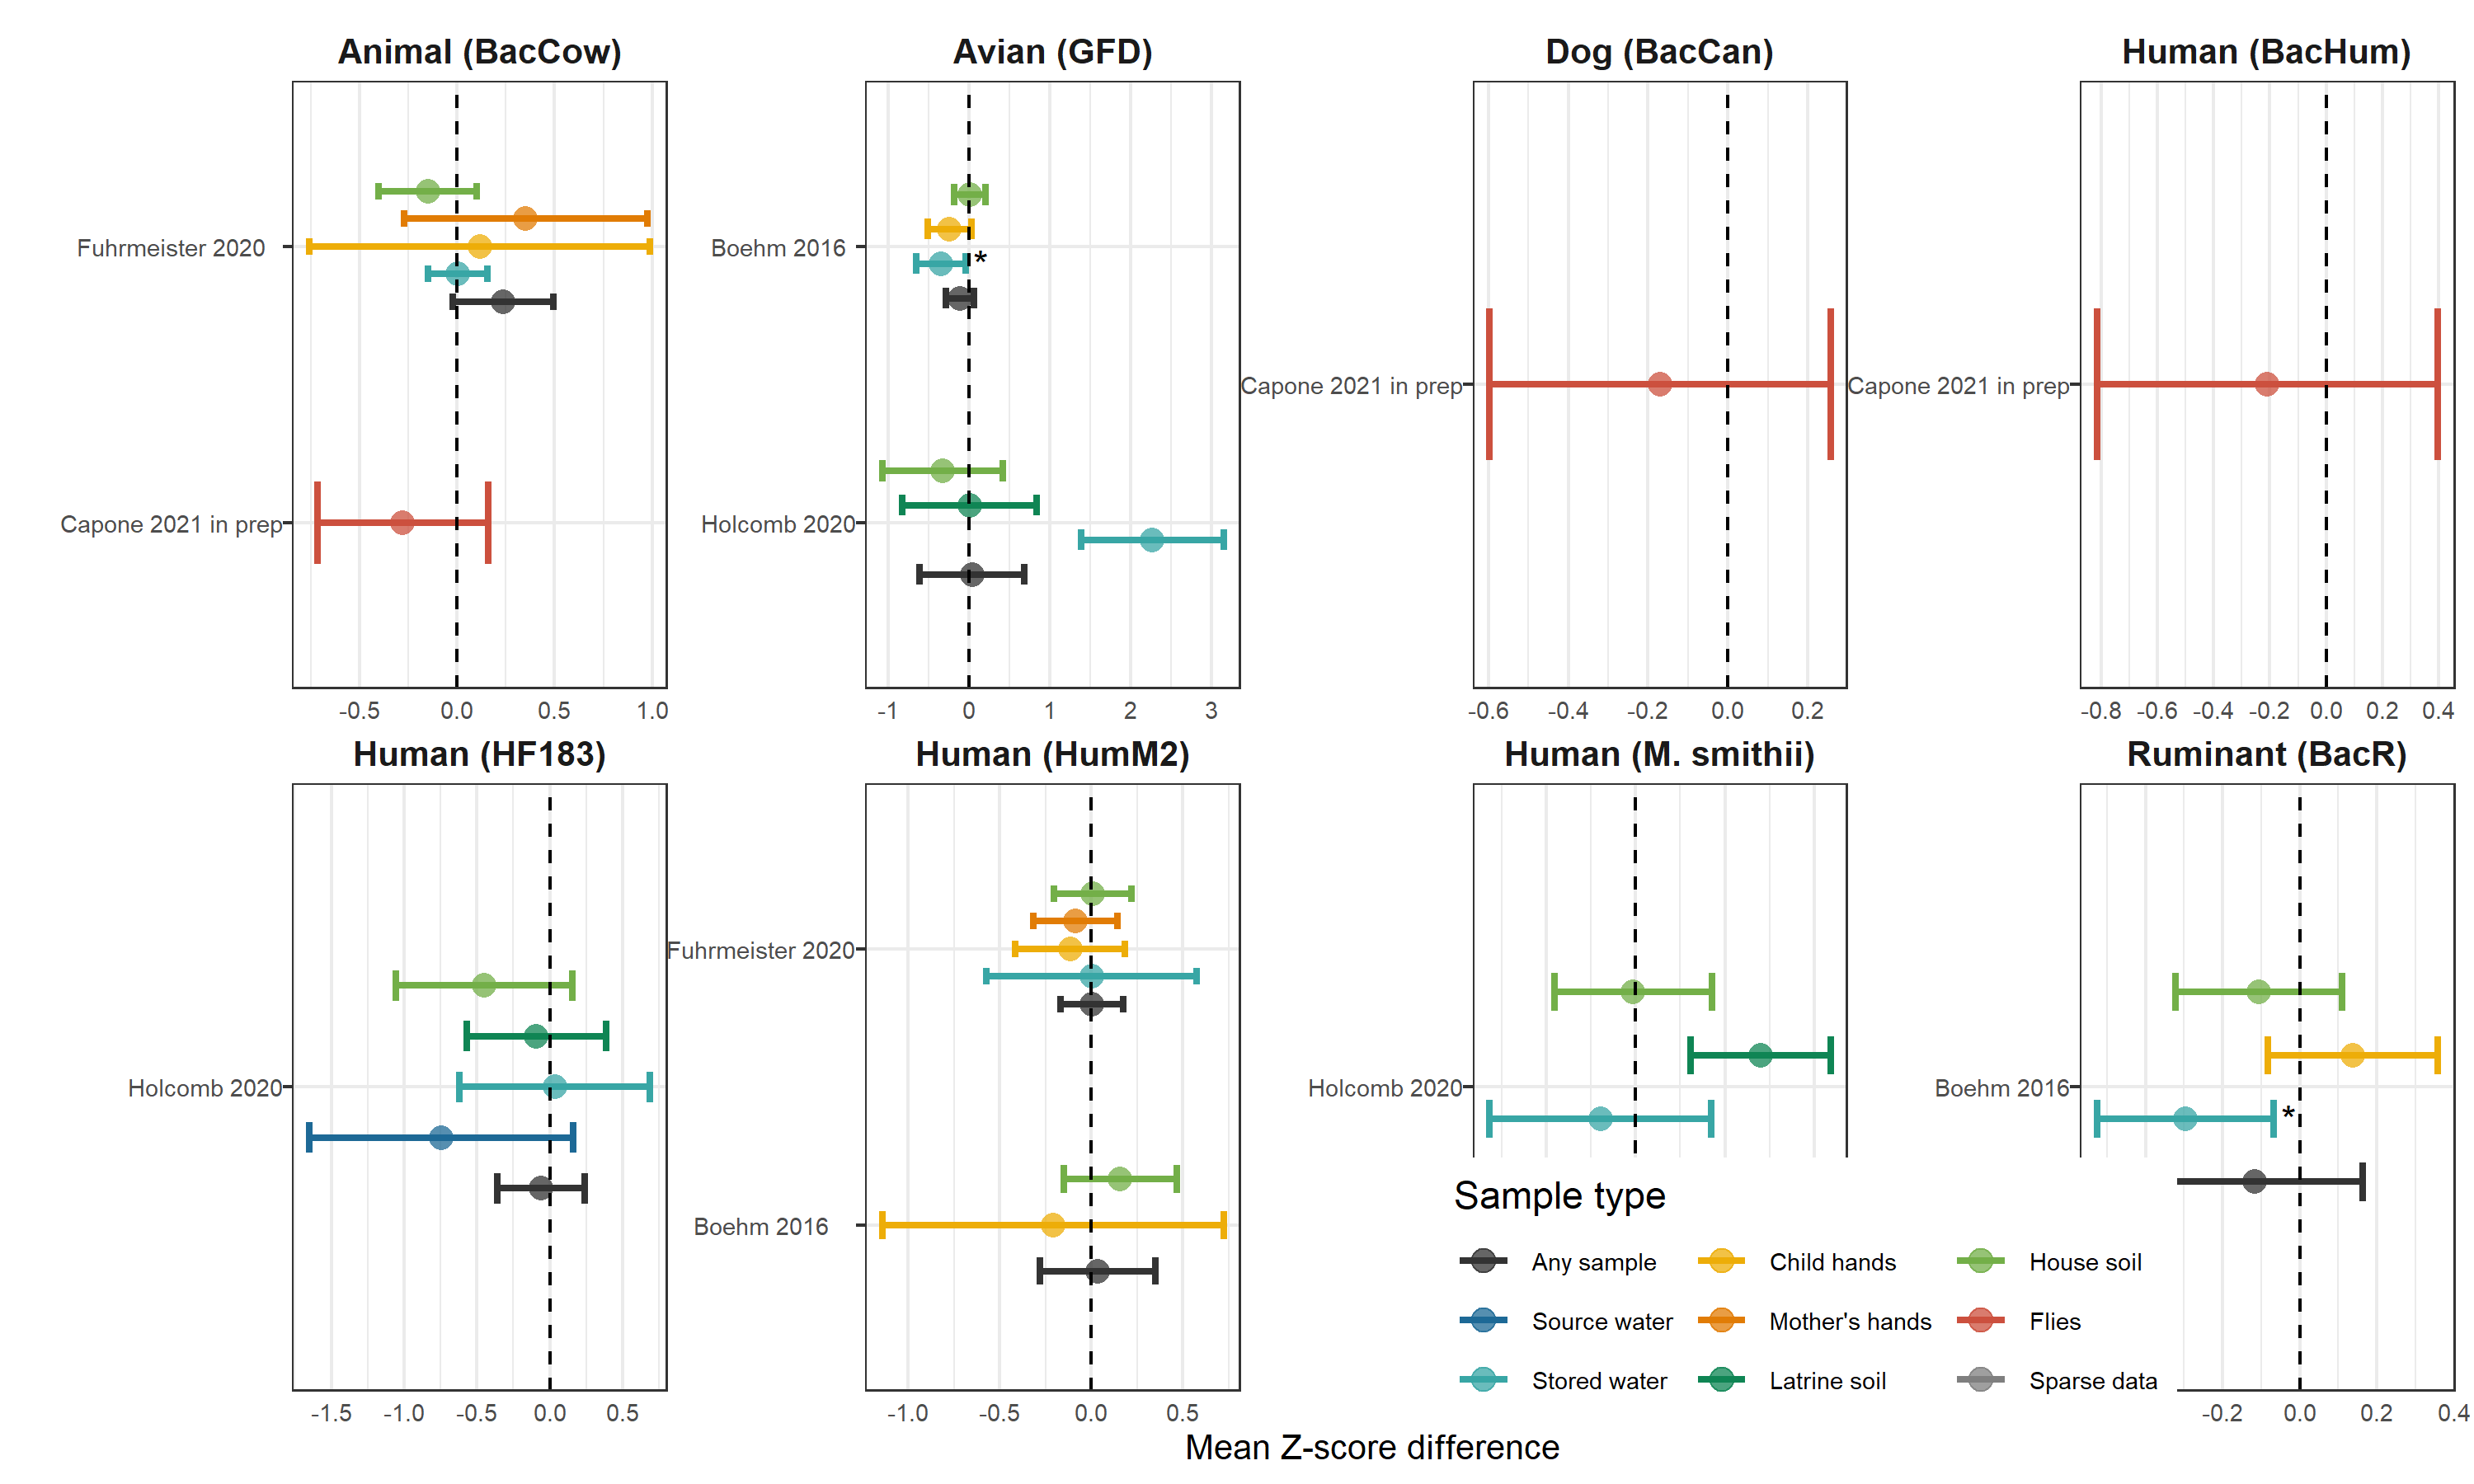 Animal (BacCow)
Avian (GFD)
Dog (BacCan)
Human (BacHum)
Fuhrmeister 2020
Capone 2021 in prep
-0.5 0.0 0.5 1.0
Boehm 2016
*
Holcomb 2020
-1 0 1 2 3
Capone 2021 in prep
-0.6 -0.4 -0.2 0.0 0.2
Capone 2021 in prep
-0.8 -0.6 -0.4 -0.2 0.0 0.2 0.4
Human (HF183)
Human (HumM2)
Human (M. smithii)
Ruminant (BacR)
Holcomb 2020
-1.5 -1.0 -0.5 0.0 0.5
Fuhrmeister 2020
Boehm 2016
-1.0 -0.5 0.0 0.5
Holcomb 2020
Boehm 2016
*
-0.2 0.0 0.2 0.4
Sample type
Any sample
Child hands
House soil
Source water
Mother's hands
Flies
Stored water
Latrine soil
Sparse data
Mean Z-score difference